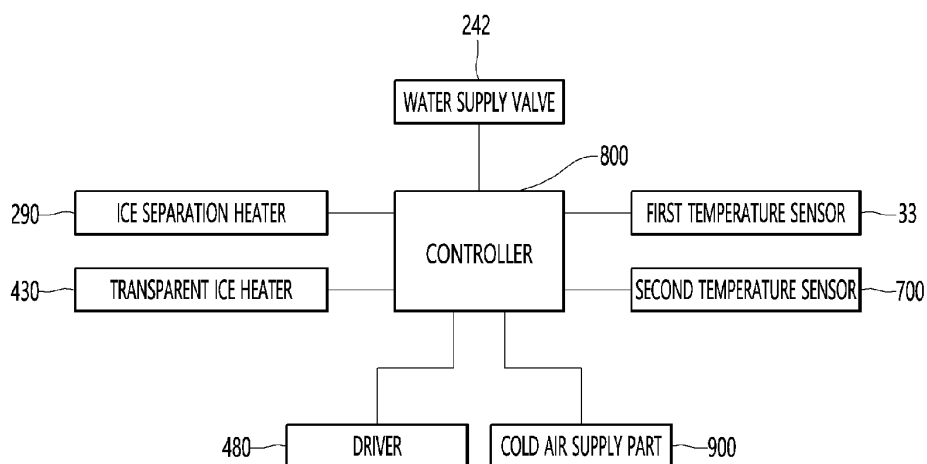 242
WATER SUPPLY VALVE
800
290
ICE SEPARATION HEATER
CONTROLLER
FIRST TEMPERATURE SENSOR
33
430
TRANSPARENT ICE HEATER
SECOND TEMPERATURE SENSOR
700
480
DRIVER
COLD AIR SUPPLY PART
900